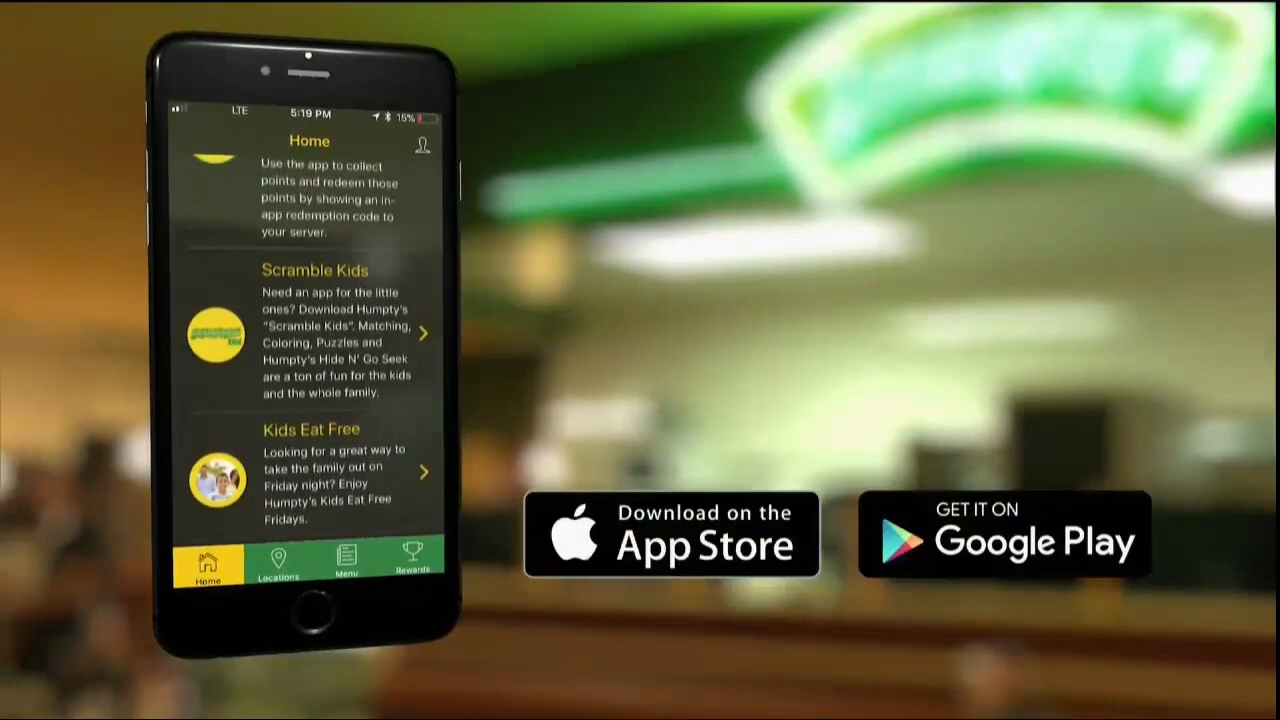 LTE
5:19 PM
15%
Home
Use the app to collect
points and redeem those
points by showing an in-
app redemption code to
your server.
Scramble Kids
Need an app for the little
ones? Download Humpty's
"Scramble Kids". Matching,
Coloring, Puzzles and
Humpty's Hide N' Go Seek
are a ton of fun for the kids
and the whole family.
Kids Eat Free
Looking for a great way to
take the family out on
Friday night? Enjoy
Humpty's Kids Eat Free
Fridays.
Home
Locations
Menu
Rewards
Download on the
App Store
GET IT ON
Google Play